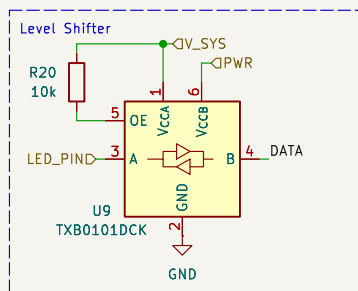 Level Shifter
V_SYS
R20
10k
PWR
1
6
5
OE
VCCA
VCCB
LED_PIN
3
A
B
4
DATA
GND
U9
TXB0101DCK
2
GND